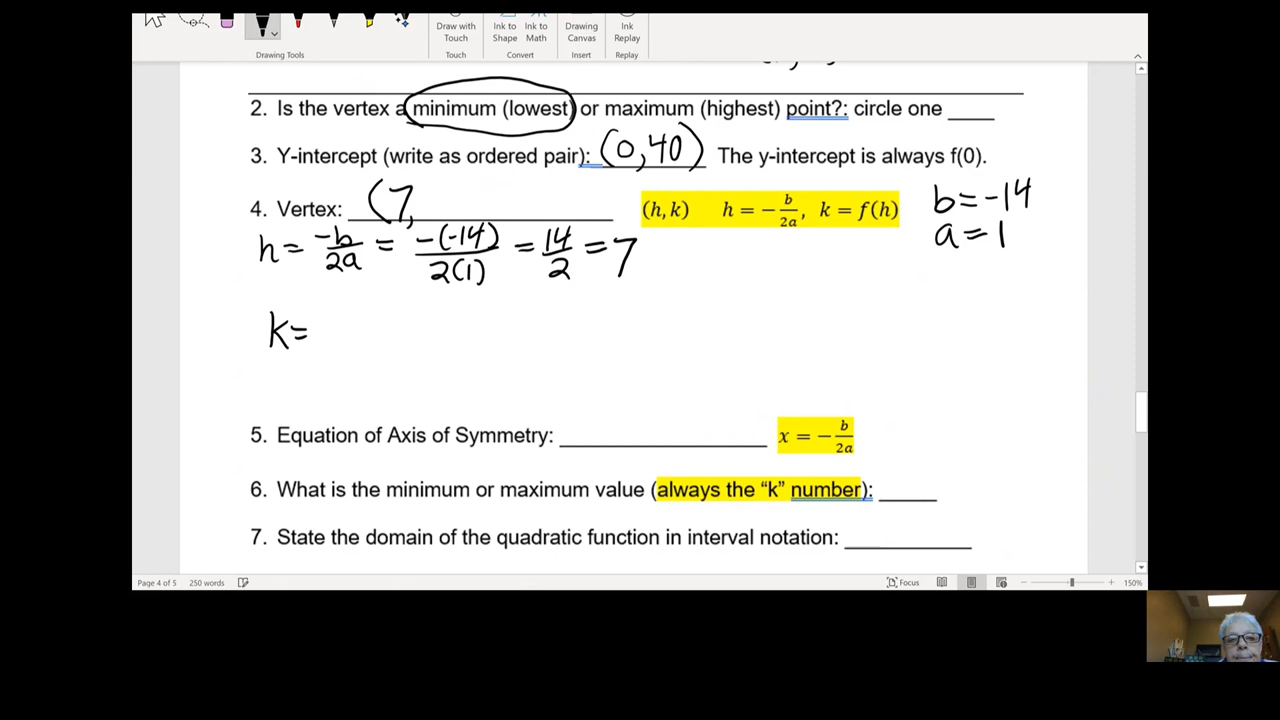 Draw with Touch
Ink to Shape
Ink to Math
Drawing Canvas
Ink Replay
Drawing Tools
Touch
Convert
Insert
Replay
2. Is the vertex a minimum (lowest) or maximum (highest) point?: circle one ____
3. Y-intercept (write as ordered pair): (0,40) The y-intercept is always f(0).
4. Vertex: (7, (h, k) h = −b/2a, k = f(h) b=-14
a=1
h = -b/2a = -(-14)/2(1) = 14/2 = 7
k=
5. Equation of Axis of Symmetry: ____ x = −b/2a
6. What is the minimum or maximum value (always the “k” number): ____
7. State the domain of the quadratic function in interval notation: ____
Page 4 of 5 250 words Focus 150%